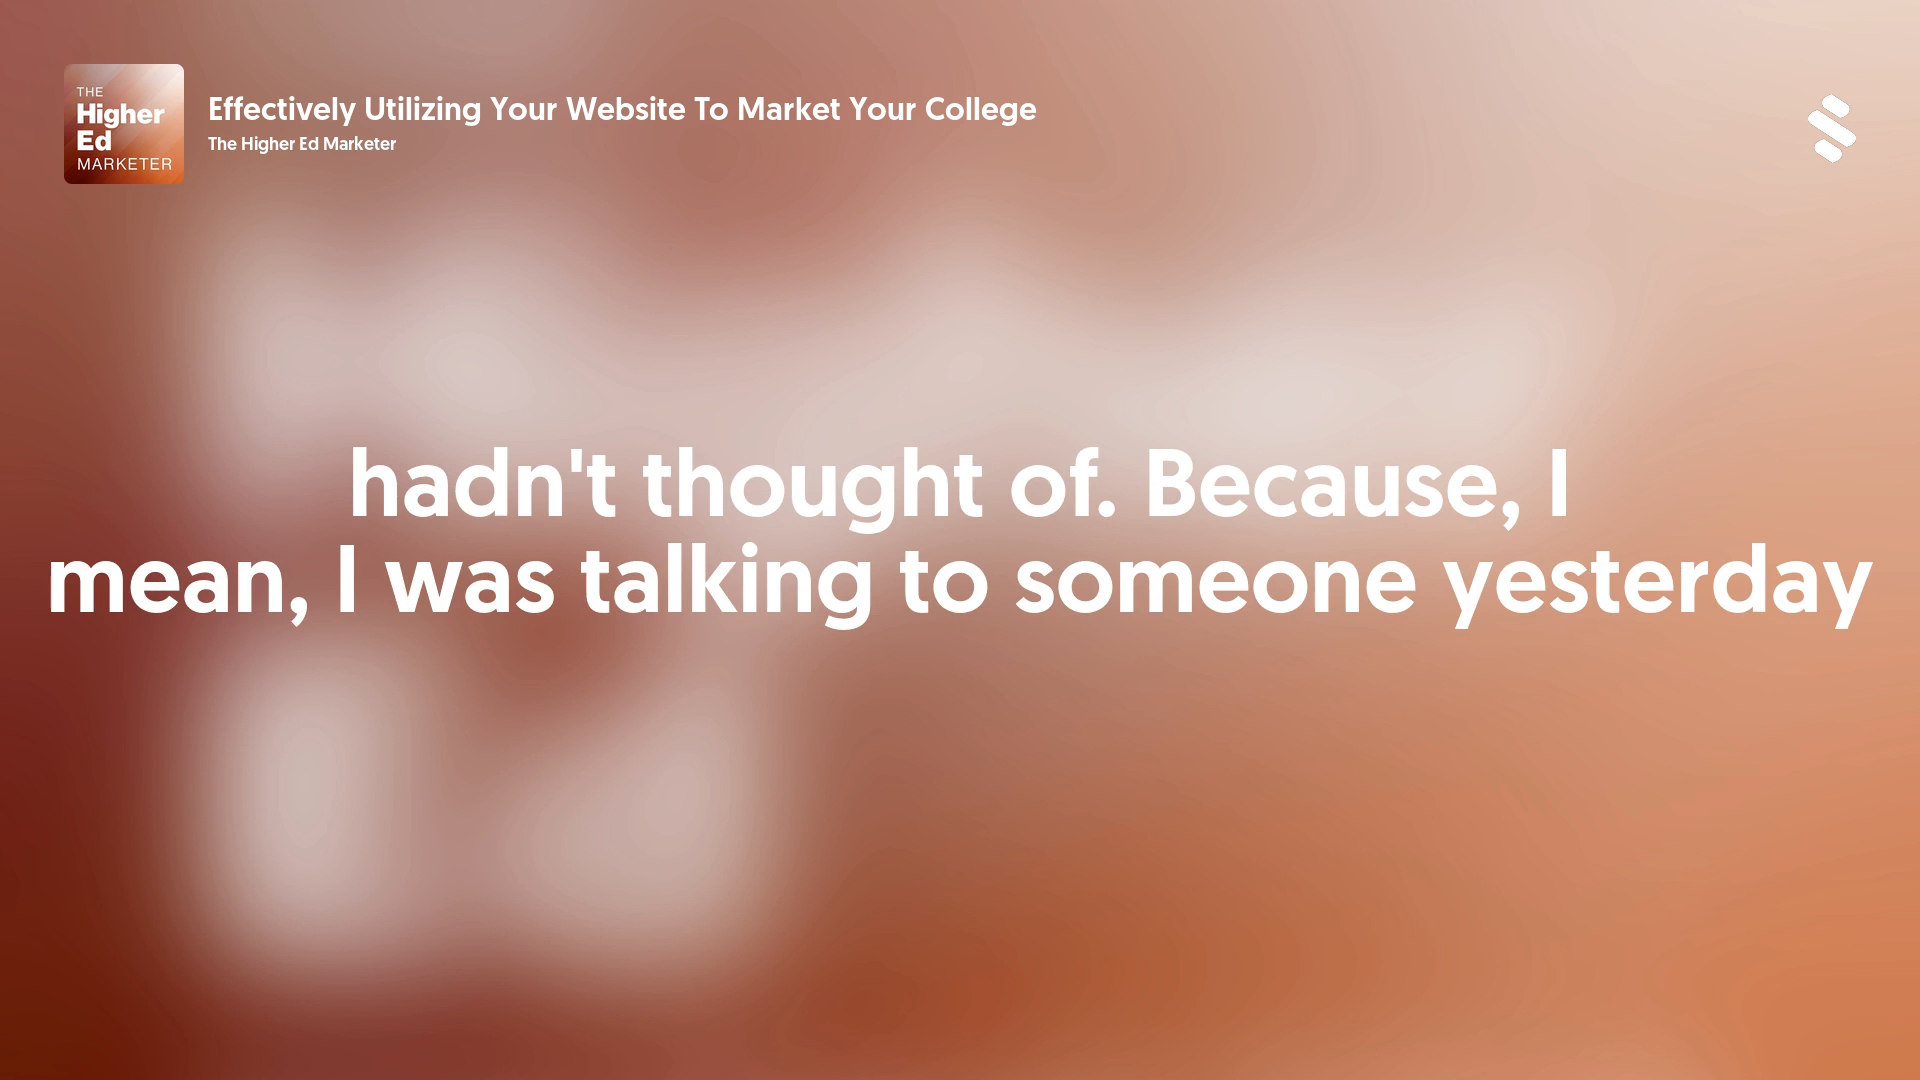 THE
Higher
Ed
MARKETER
Effectively Utilizing Your Website To Market Your College
The Higher Ed Marketer
hadn't thought of. Because, I
mean, I was talking to someone yesterday